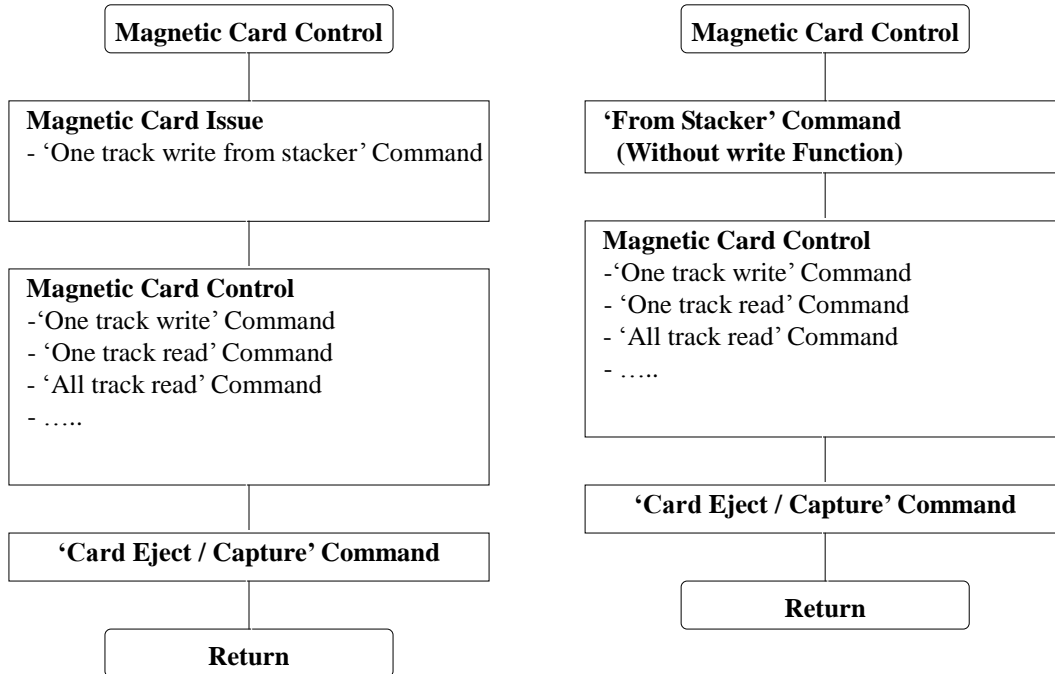 Magnetic Card Control
Magnetic Card Issue
- ‘One track write from stacker’ Command
Magnetic Card Control
-‘One track write’ Command
- ‘One track read’ Command
- ‘All track read’ Command
- …..
‘Card Eject / Capture’ Command
Return
Magnetic Card Control
‘From Stacker’ Command
(Without write Function)
Magnetic Card Control
-‘One track write’ Command
- ‘One track read’ Command
- ‘All track read’ Command
- …..
‘Card Eject / Capture’ Command
Return